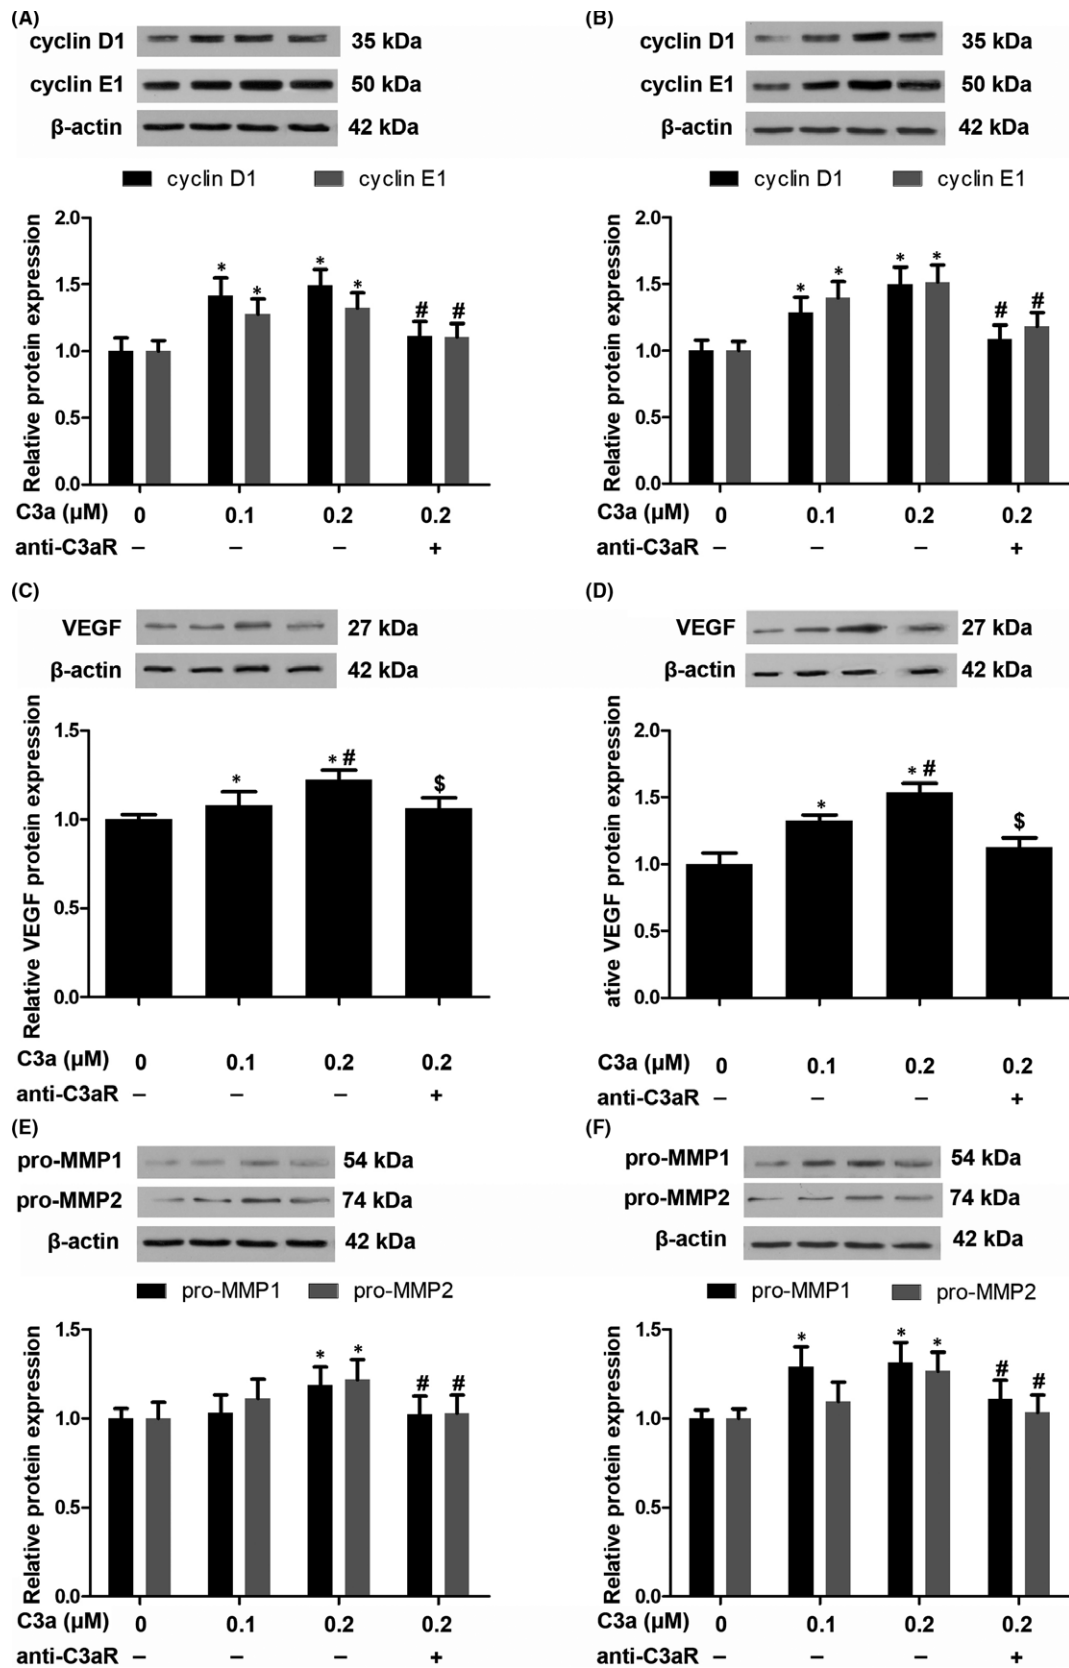 (A)
cyclin D1 35 kDa
cyclin E1 50 kDa
β-actin 42 kDa
cyclin D1 cyclin E1
Relative protein expression
2.0
1.5
1.0
0.5
0.0
* * * * # #
C3a (μM) 0 0.1 0.2 0.2
anti-C3aR – – – +
(B)
cyclin D1 35 kDa
cyclin E1 50 kDa
β-actin 42 kDa
cyclin D1 cyclin E1
Relative protein expression
2.0
1.5
1.0
0.5
0.0
* * * * # #
C3a (μM) 0 0.1 0.2 0.2
anti-C3aR – – – +
(C)
VEGF 27 kDa
β-actin 42 kDa
Relative VEGF protein expression
1.5
1.0
0.5
0.0
* *# $
C3a (μM) 0 0.1 0.2 0.2
anti-C3aR – – – +
(D)
VEGF 27 kDa
β-actin 42 kDa
ative VEGF protein expression
2.0
1.5
1.0
0.5
0.0
* *# $
C3a (μM) 0 0.1 0.2 0.2
anti-C3aR – – – +
(E)
pro-MMP1 54 kDa
pro-MMP2 74 kDa
β-actin 42 kDa
pro-MMP1 pro-MMP2
Relative protein expression
1.5
1.0
0.5
0.0
* * # #
C3a (μM) 0 0.1 0.2 0.2
anti-C3aR – – – +
(F)
pro-MMP1 54 kDa
pro-MMP2 74 kDa
β-actin 42 kDa
pro-MMP1 pro-MMP2
Relative protein expression
1.5
1.0
0.5
0.0
* * * # #
C3a (μM) 0 0.1 0.2 0.2
anti-C3aR – – – +